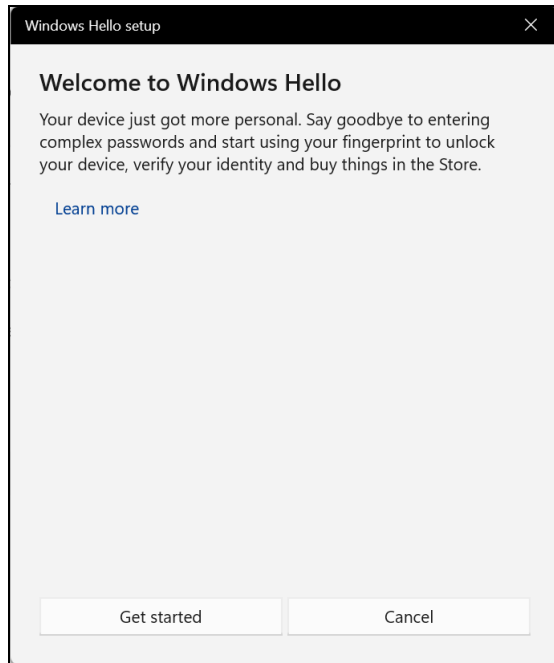 Windows Hello setup
Welcome to Windows Hello
Your device just got more personal. Say goodbye to entering
complex passwords and start using your fingerprint to unlock
your device, verify your identity and buy things in the Store.
Learn more
Get started
Cancel